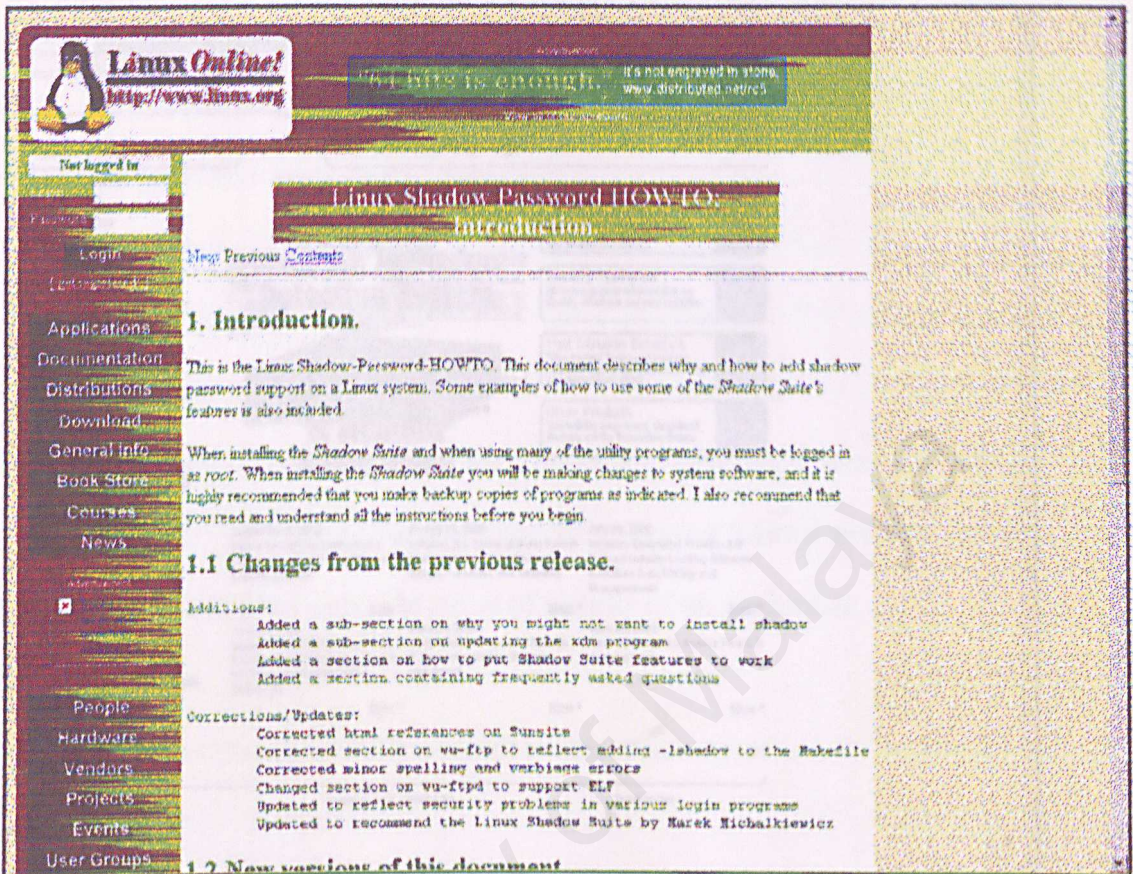 Linux Online!
http://www.linux.org
bits is enough."
It's not engraved in stone.
www.distributed.net/rc5
Not logged in
Login
Applications
Documentation
Distributions
Download
General Info
Book Store
Courses
News
People
Hardware
Vendors
Projects
Events
User Groups
Linux Shadow Password HOWTO:
Introduction
Next Previous Contents
1. Introduction.
This is the Linux Shadow-Password-HOWTO. This document describes why and how to add shadow
password support on a Linux system. Some examples of how to use some of the Shadow Suite's
features is also included.
When installing the Shadow Suite and when using many of the utility programs, you must be logged in
as root. When installing the Shadow Suite you will be making changes to system software, and it is
highly recommended that you make backup copies of programs as indicated. I also recommend that
you read and understand all the instructions before you begin.
1.1 Changes from the previous release.
Additions:
Added a sub-section on why you might not want to install shadow
Added a sub-section on updating the xdm program
Added a section on how to put Shadow Suite features to work
Added a section containing frequently asked questions
Corrections/Updates:
Corrected html references on Sunsite
Corrected section on wu-ftp to reflect adding -lshadow to the Makefile
Corrected minor spelling and verbiage errors
Changed section on wu-ftpd to support ELF
Updated to reflect security problems in various login programs
Updated to recommend the Linux Shadow Suite by Marek Michalkiewicz
1.2 New versions of this document
of Malaya